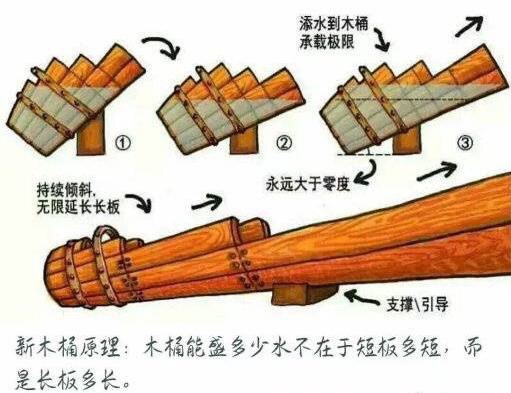 添水到木桶
承载极限
①
②
③
永远大于零度
持续倾斜,
无限延长长板
支撑\引导
新木桶原理：木桶能盛多少水不在于短板多短，而
是长板多长。